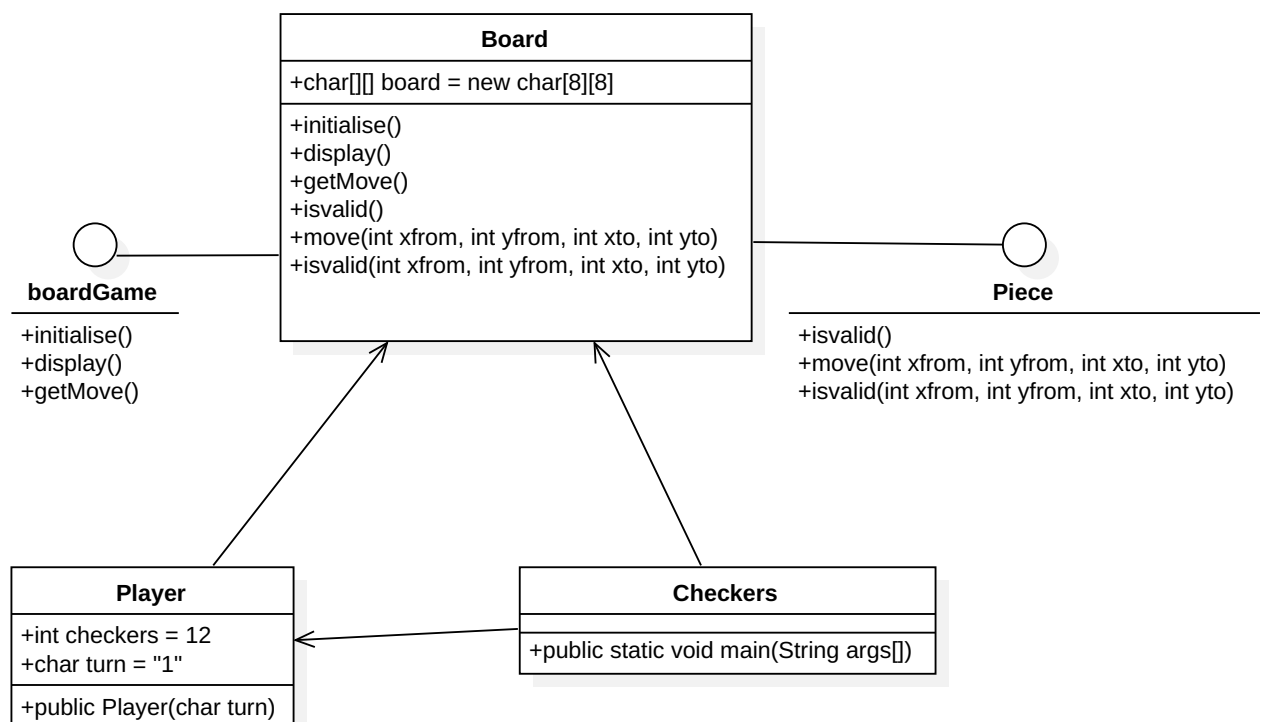 Board
+char[][] board = new char[8][8]
+initialise()
+display()
+getMove()
+isvalid()
+move(int xfrom, int yfrom, int xto, int yto)
+isvalid(int xfrom, int yfrom, int xto, int yto)
boardGame
+initialise()
+display()
+getMove()
Piece
+isvalid()
+move(int xfrom, int yfrom, int xto, int yto)
+isvalid(int xfrom, int yfrom, int xto, int yto)
Player
+int checkers = 12
+char turn = "1"
+public Player(char turn)
Checkers
+public static void main(String args[])